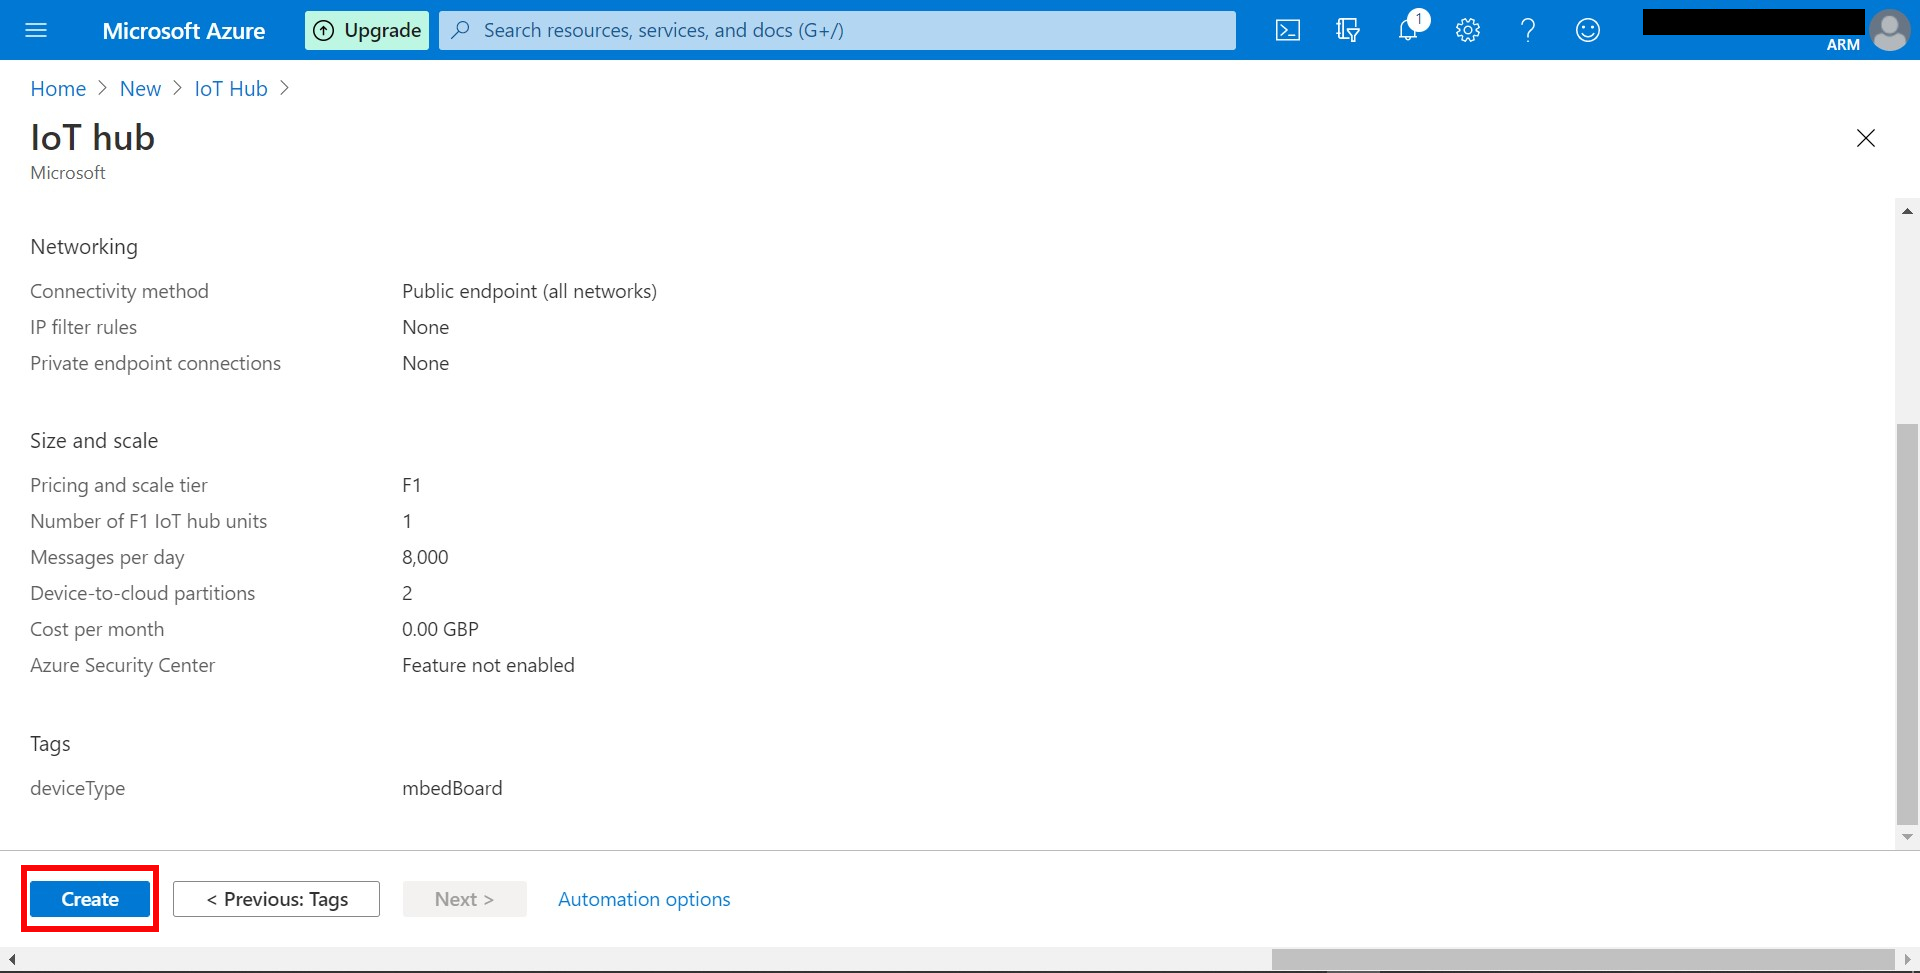 Microsoft Azure
Upgrade
Search resources, services, and docs (G+/)
1
ARM
Home > New > IoT Hub >
IoT hub
Microsoft
Networking
Connectivity method Public endpoint (all networks)
IP filter rules None
Private endpoint connections None
Size and scale
Pricing and scale tier F1
Number of F1 IoT hub units 1
Messages per day 8,000
Device-to-cloud partitions 2
Cost per month 0.00 GBP
Azure Security Center Feature not enabled
Tags
deviceType mbedBoard
Create < Previous: Tags Next > Automation options